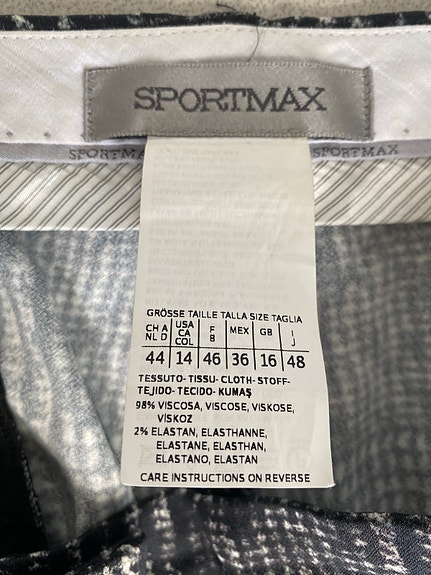 SPORTMAX
SPORTMAX
SPORTMAX
GRÖSSE TAILLE TALLA SIZE TAGLIA
CH A NL D | USA CA COL | F B | MEX | GB | I J
44 | 14 | 46 | 36 | 16 | 48
TESSUTO- TISSU- CLOTH- STOFF-
TEJIDO- TECIDO- KUMAŞ
98% VISCOSA, VISCOSE, VISKOSE,
VİSKOZ
2% ELASTAN, ELASTHANNE,
ELASTANE, ELASTHAN,
ELASTANO, ELASTAN
CARE INSTRUCTIONS ON REVERSE